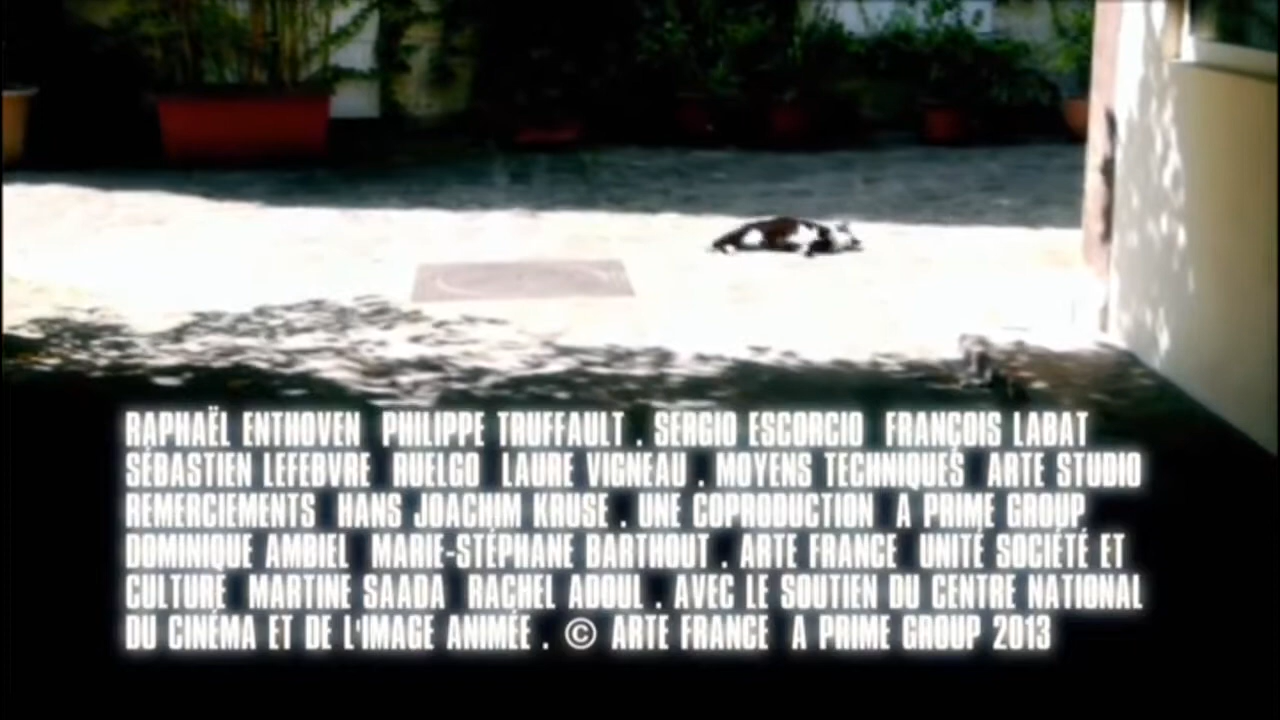 RAPHAËL ENTHOVEN PHILIPPE TRUFFAULT . SERGIO ESCORCIO FRANÇOIS LABAT
SÉBASTIEN LEFEBVRE RUELGO LAURE VIGNEAU . MOYENS TECHNIQUES ARTE STUDIO
REMERCIEMENTS HANS JOACHIM KRUSE . UNE COPRODUCTION A PRIME GROUP
DOMINIQUE AMBIEL MARIE-STÉPHANE BARTHOUT . ARTE FRANCE UNITÉ SOCIÉTÉ ET
CULTURE MARTINE SAADA RACHEL ADOUL . AVEC LE SOUTIEN DU CENTRE NATIONAL
DU CINÉMA ET DE L'IMAGE ANIMÉE . © ARTE FRANCE A PRIME GROUP 2013